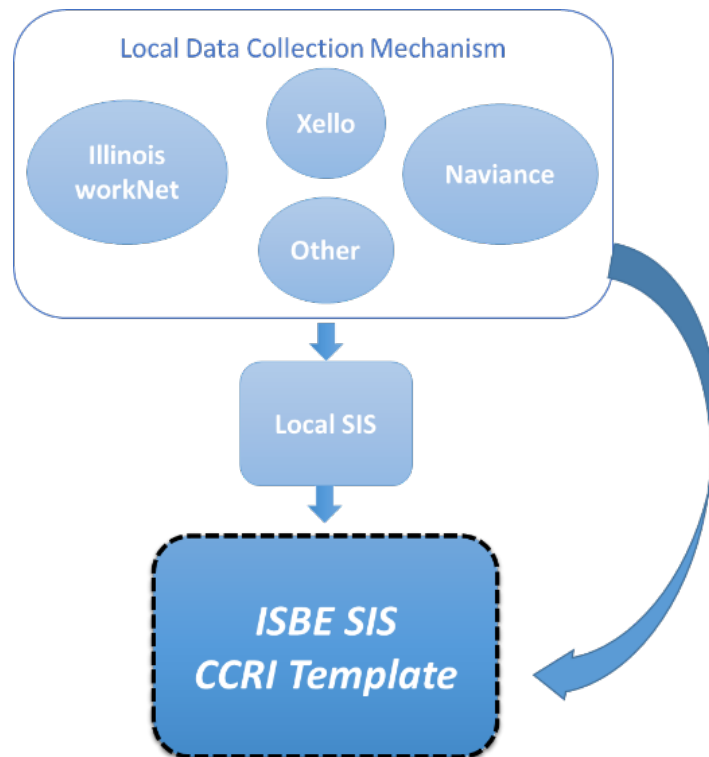 Local Data Collection Mechanism
Xello
Illinois
workNet
Naviance
Other
Local SIS
ISBE SIS
CCRI Template